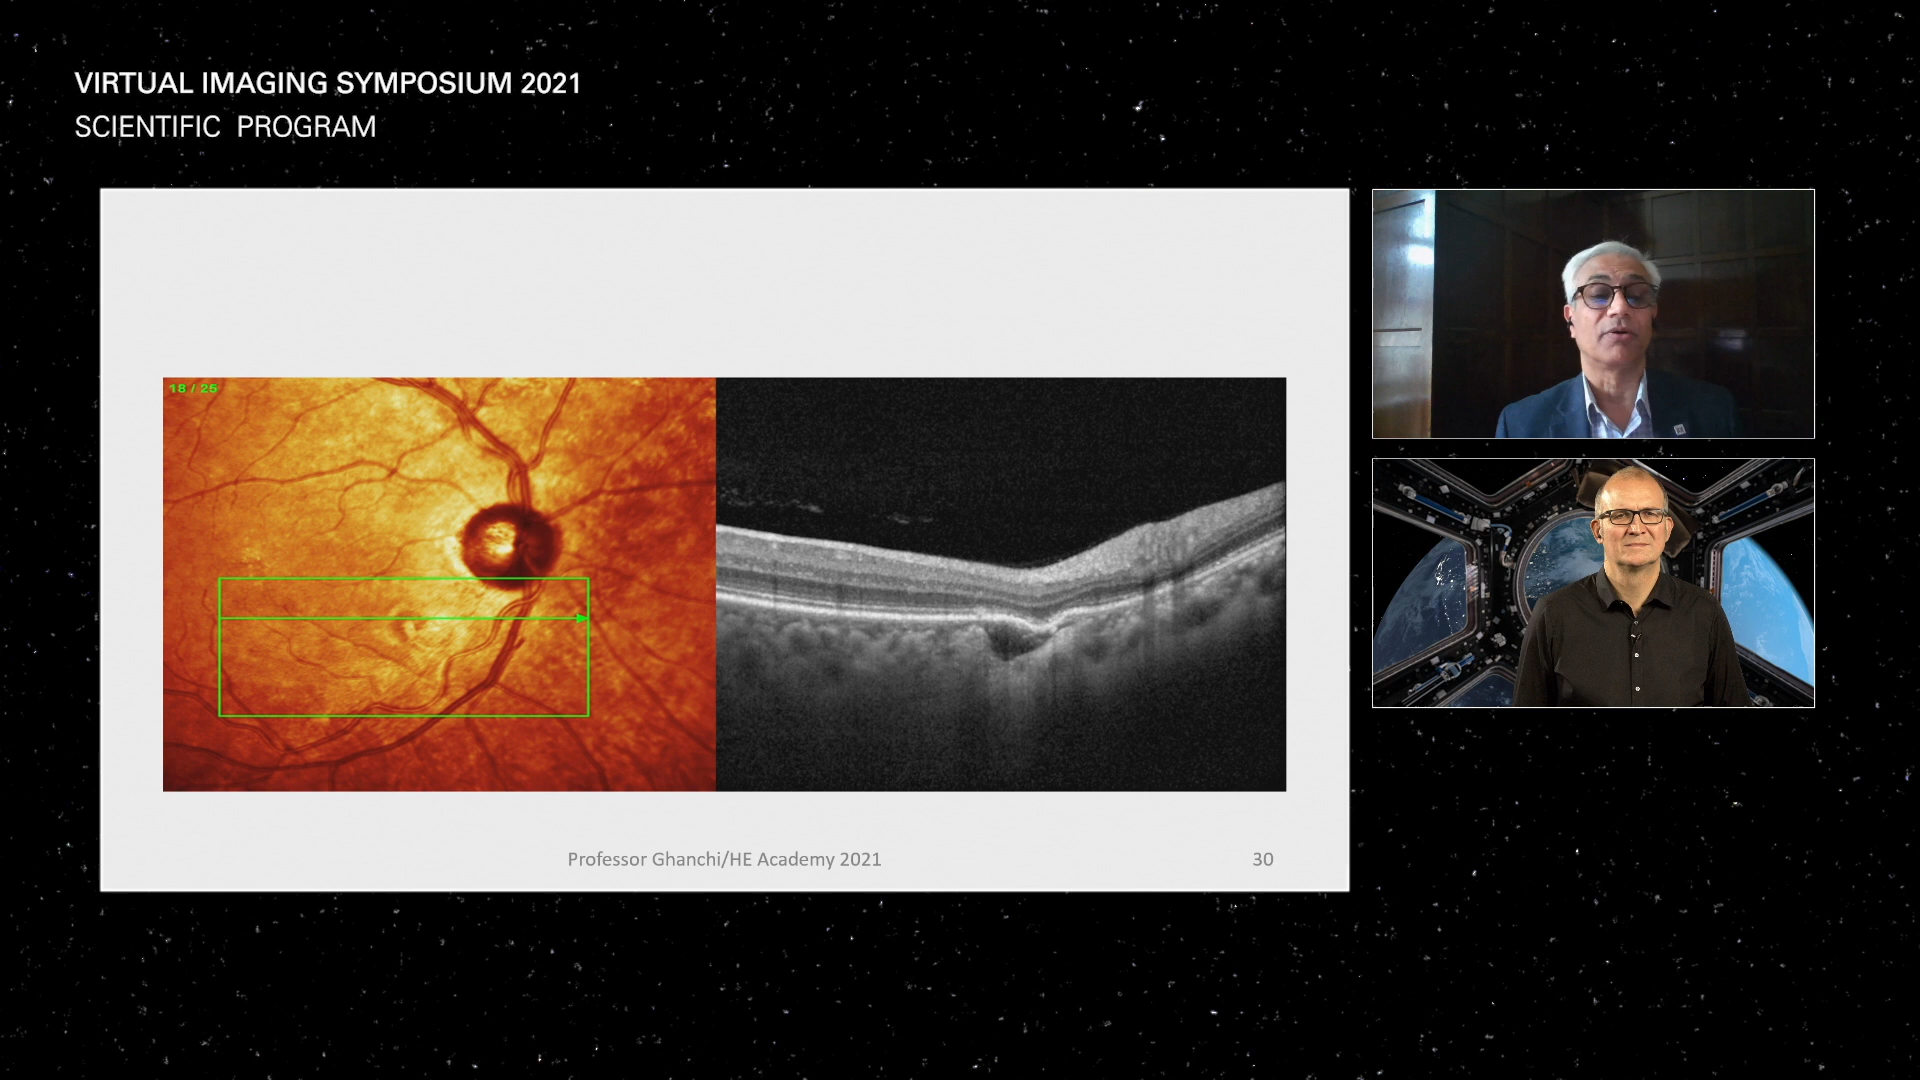 VIRTUAL IMAGING SYMPOSIUM 2021
SCIENTIFIC PROGRAM
18 / 25
Professor Ghanchi/HE Academy 2021
30